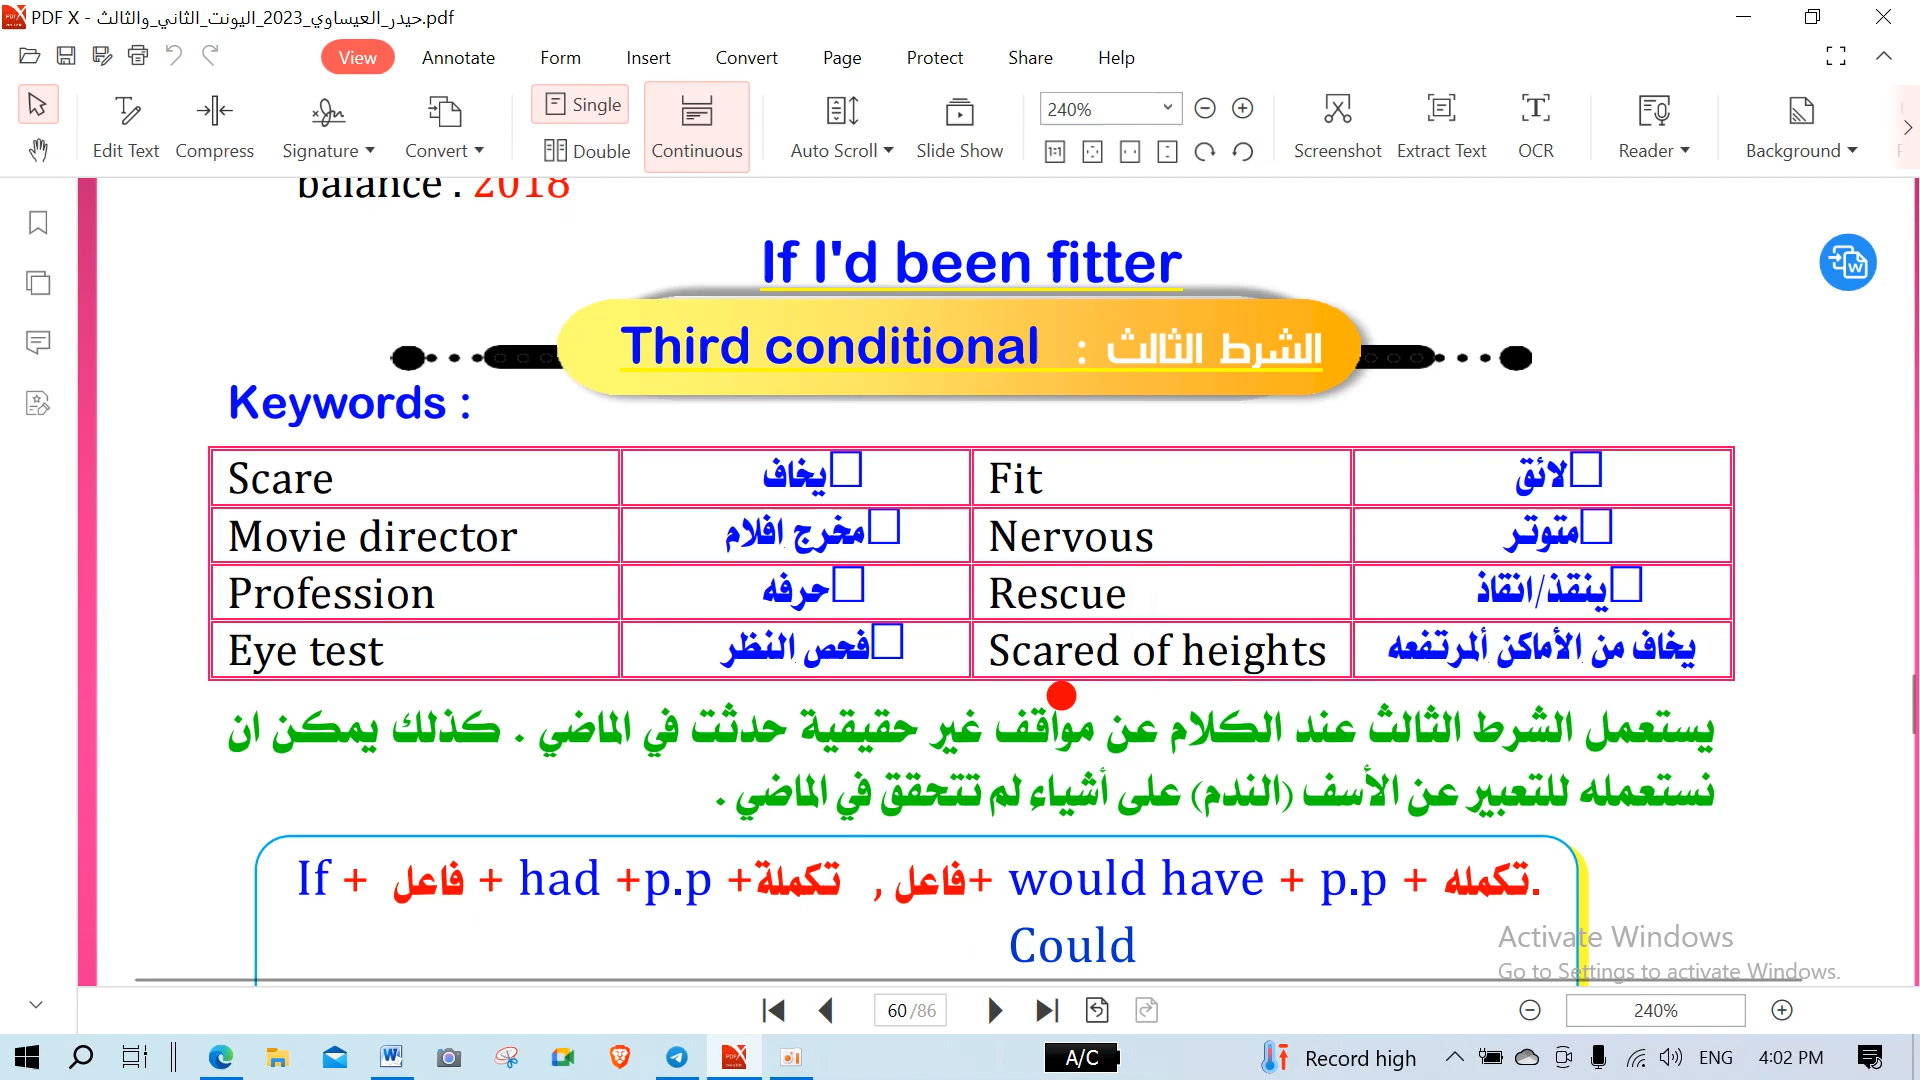 PDF X - حيدر_العيساوي_2023_اليونت_الثاني_والثالث.pdf
View Annotate Form Insert Convert Page Protect Share Help
Edit Text Compress Signature Convert Single Double Continuous Auto Scroll Slide Show 240% Screenshot Extract Text OCR Reader Background
balance . 2018
If I'd been fitter
Third conditional : الشرط الثالث
Keywords :
Scare يخاف Fit لائق
Movie director مخرج افلام Nervous متوتر
Profession حرفه Rescue ينقذ/انقاذ
Eye test فحص النظر Scared of heights يخاف من الأماكن ألمرتفعه
يستعمل الشرط الثالث عند الكلام عن مواقف غير حقيقية حدثت في الماضي . كذلك يمكن ان
نستعمله للتعبير عن الأسف (الندم) على أشياء لم تتحقق في الماضي .
If + فاعل + had +p.p +تكملة , فاعل+ would have + p.p + تكمله.
Could
Activate Windows
Go to Settings to activate Windows.
60 /86 240%
A/C Record high ENG 4:02 PM